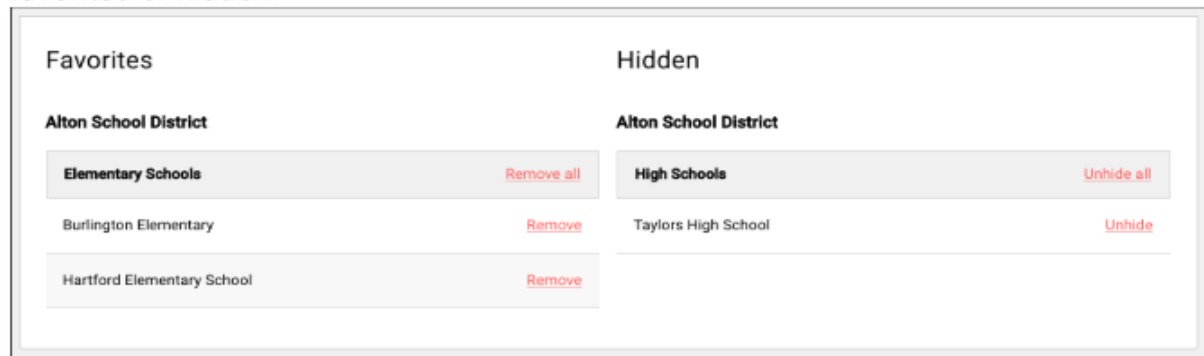 Favorites
Alton School District
Elementary Schools Remove all
Burlington Elementary Remove
Hartford Elementary School Remove
Hidden
Alton School District
High Schools Unhide all
Taylors High School Unhide